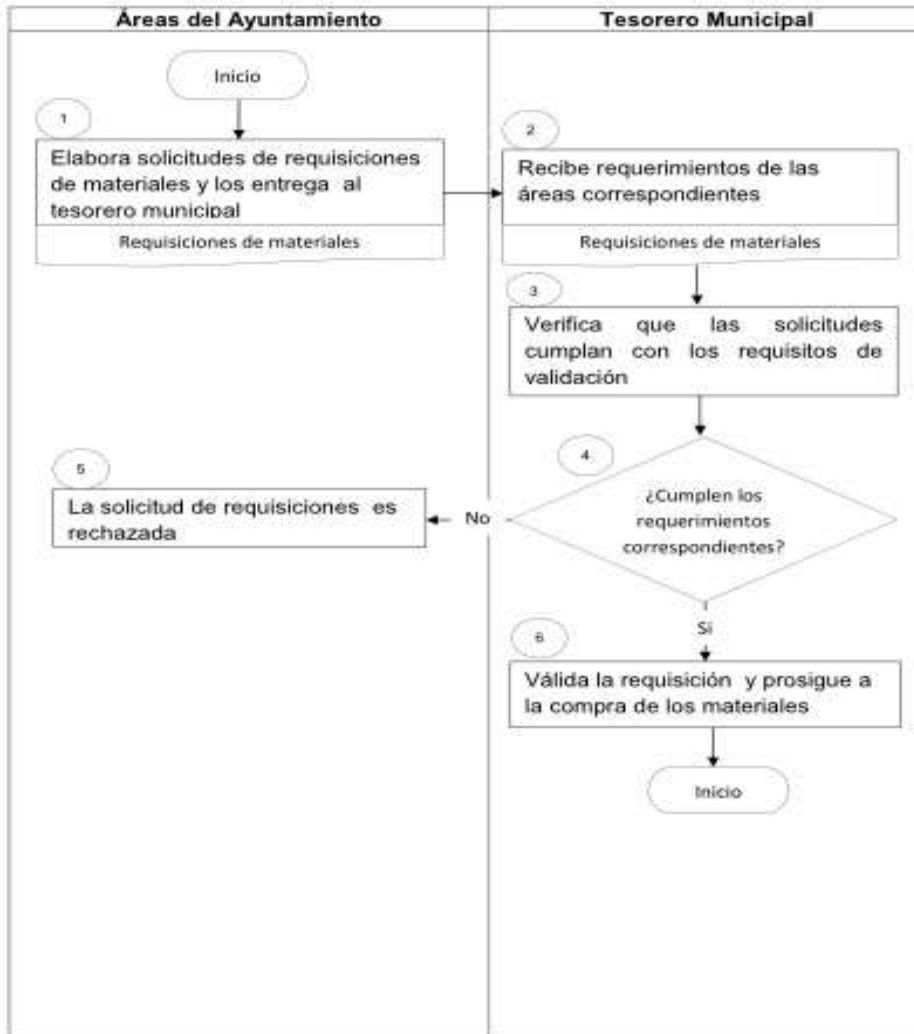 Áreas del Ayuntamiento
Tesorero Municipal
Inicio
1
Elabora solicitudes de requisiciones
de materiales y los entrega al
tesorero municipal
Requisiciones de materiales
2
Recibe requerimientos de las
áreas correspondientes
Requisiciones de materiales
3
Verifica que las solicitudes
cumplan con los requisitos de
validación
4
¿Cumplen los
requerimientos
correspondientes?
No
5
La solicitud de requisiciones es
rechazada
Si
6
Válida la requisición y prosigue a
la compra de los materiales
Inicio